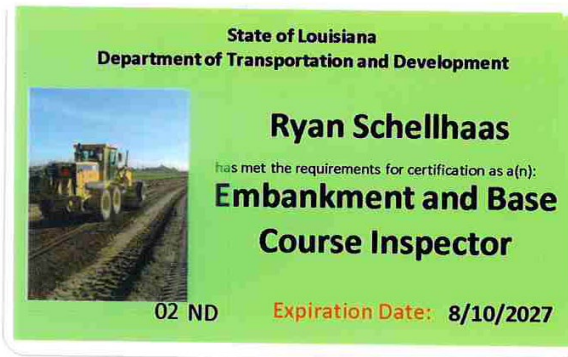 State of Louisiana
Department of Transportation and Development
Ryan Schellhaas
has met the requirements for certification as a(n):
Embankment and Base
Course Inspector
02 ND
Expiration Date: 8/10/2027